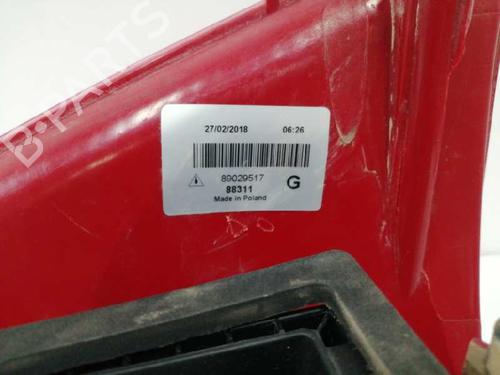 B-PARTS
27/02/2018 06:26
89029517 G
88311
Made in Poland